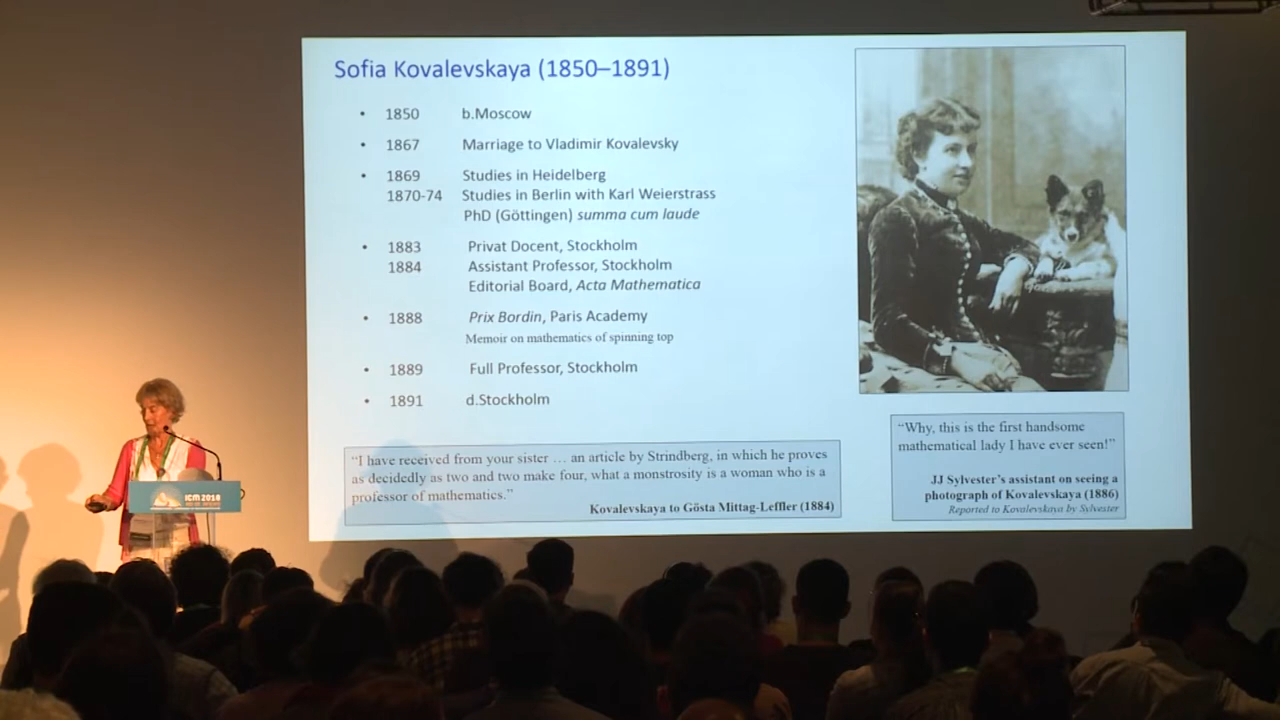 Sofia Kovalevskaya (1850–1891)
• 1850 b.Moscow
• 1867 Marriage to Vladimir Kovalevsky
• 1869 Studies in Heidelberg
1870-74 Studies in Berlin with Karl Weierstrass
PhD (Göttingen) summa cum laude
• 1883 Privat Docent, Stockholm
1884 Assistant Professor, Stockholm
Editorial Board, Acta Mathematica
• 1888 Prix Bordin, Paris Academy
Memoir on mathematics of spinning top
• 1889 Full Professor, Stockholm
• 1891 d.Stockholm
“I have received from your sister … an article by Strindberg, in which he proves
as decidedly as two and two make four, what a monstrosity is a woman who is a
professor of mathematics.”
Kovalevskaya to Gösta Mittag-Leffler (1884)
“Why, this is the first handsome
mathematical lady I have ever seen!”
JJ Sylvester’s assistant on seeing a
photograph of Kovalevskaya (1886)
Reported to Kovalevskaya by Sylvester
ICM 2018